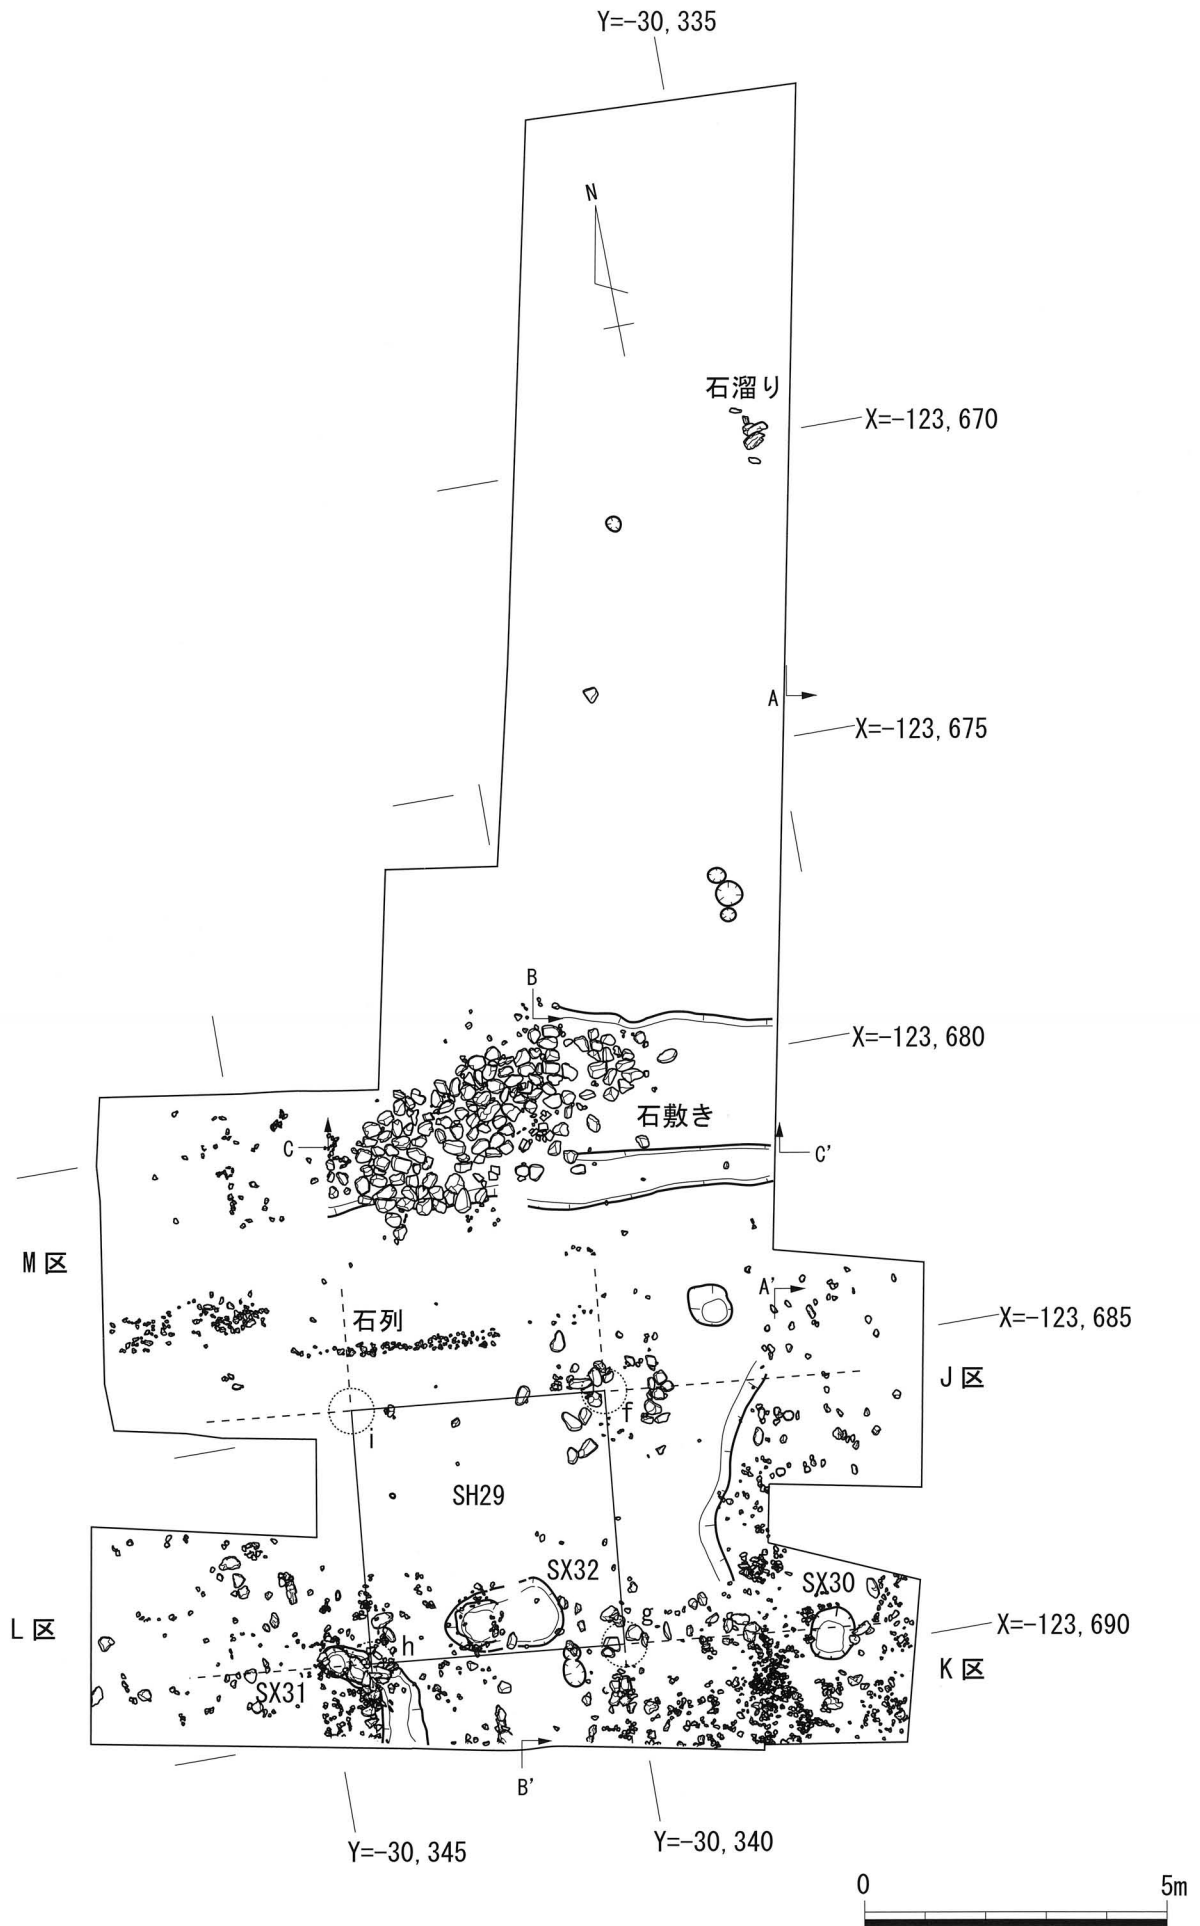 Y=-30,335
N
石溜り
X=-123,670
A
X=-123,675
B
X=-123,680
石敷き
C
C'
M区
A'
石列
X=-123,685
J区
f
i
SH29
SX32
SX30
g
X=-123,690
L区
h
K区
SX31
B'
Y=-30,345
Y=-30,340
0 5m